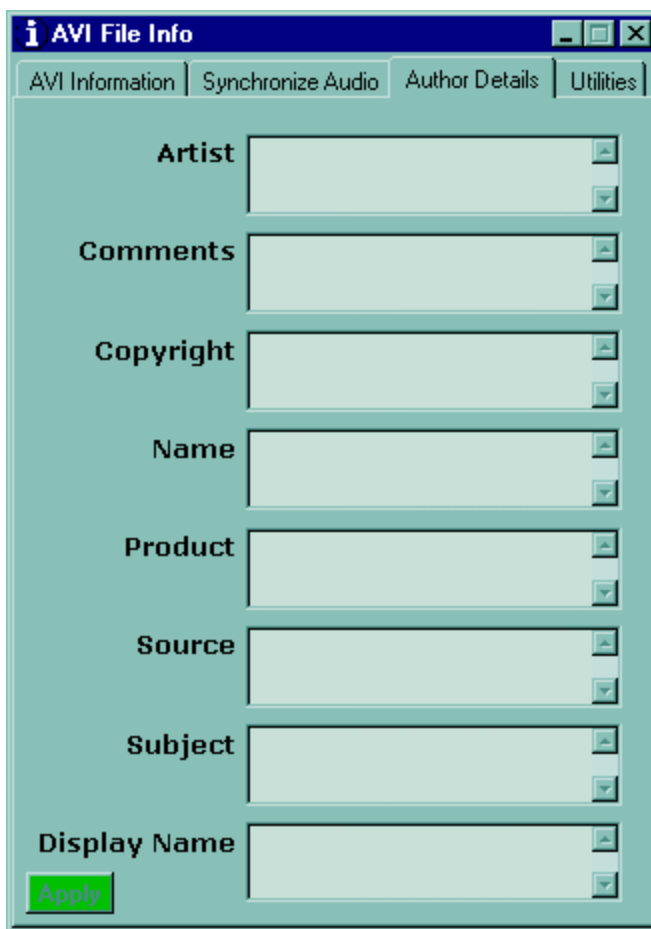 AVI File Info
AVI Information Synchronize Audio Author Details Utilities
Artist
Comments
Copyright
Name
Product
Source
Subject
Display Name
Apply